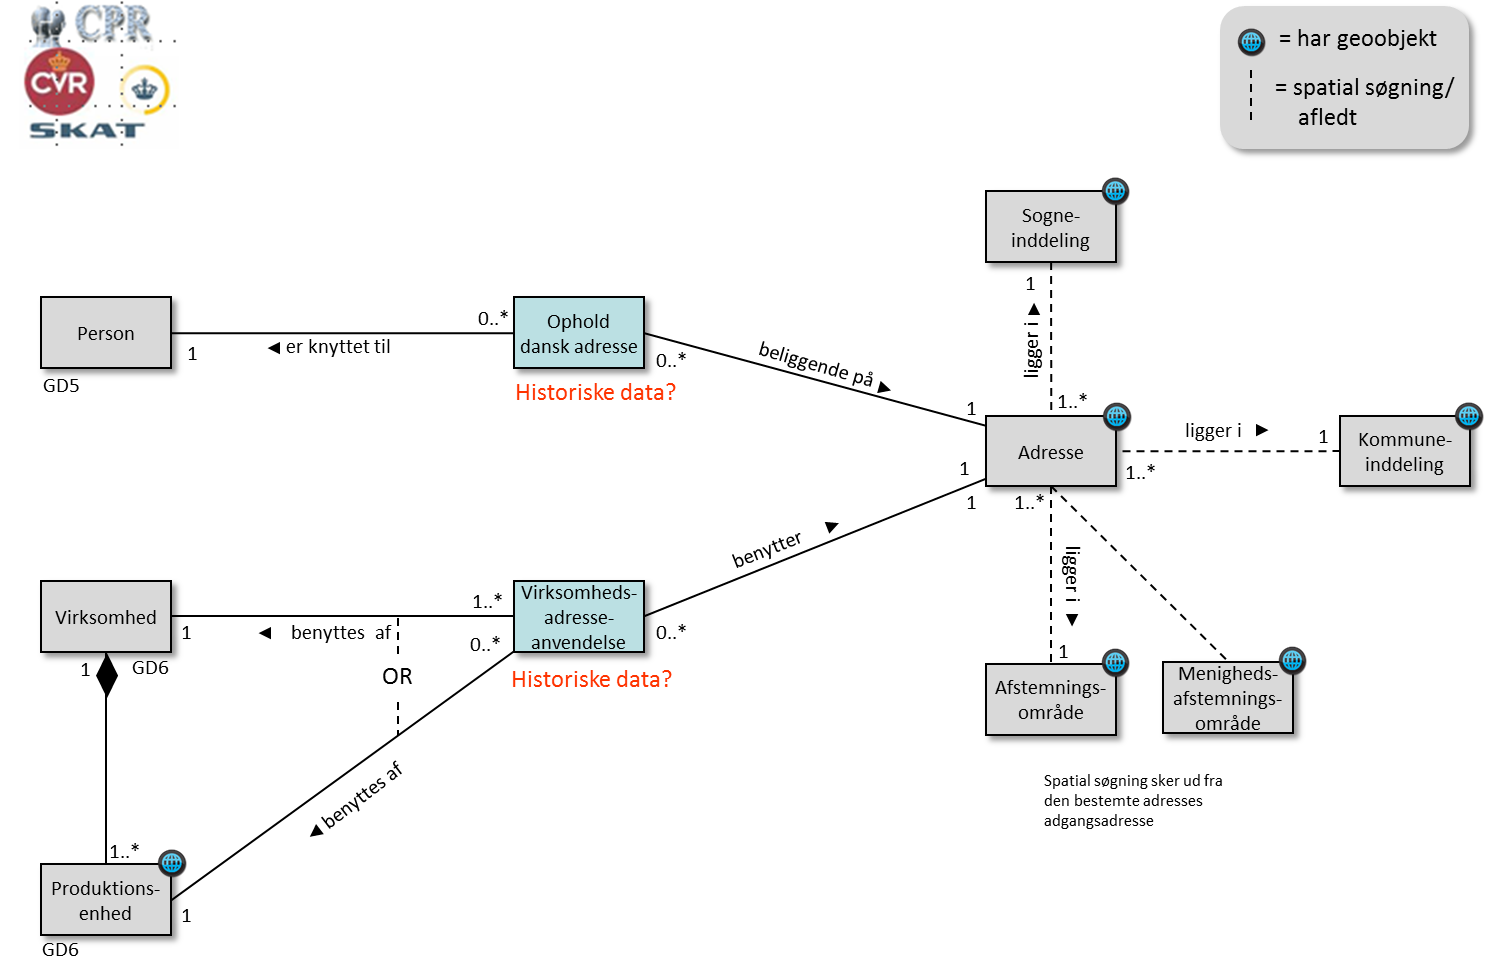 CPR
CVR
SKAT
= har geoobjekt
= spatial søgning/
afledt
Sogne-
inddeling
1
ligger i
1..*
Person
1
er knyttet til
0..*
Ophold
dansk adresse
0..*
GD5
Historiske data?
beliggende på
1
Adresse
1..*
ligger i
1
Kommune-
inddeling
1
1
1..*
benytter
ligger i
1
Virksomhed
1
benyttes af
1..*
0..*
Virksomheds-
adresse-
anvendelse
0..*
1
GD6
OR
Historiske data?
Afstemnings-
område
Menigheds-
afstemnings-
område
benyttes af
Spatial søgning sker ud fra
den bestemte adresses
adgangsadresse
1..*
Produktions-
enhed
1
GD6